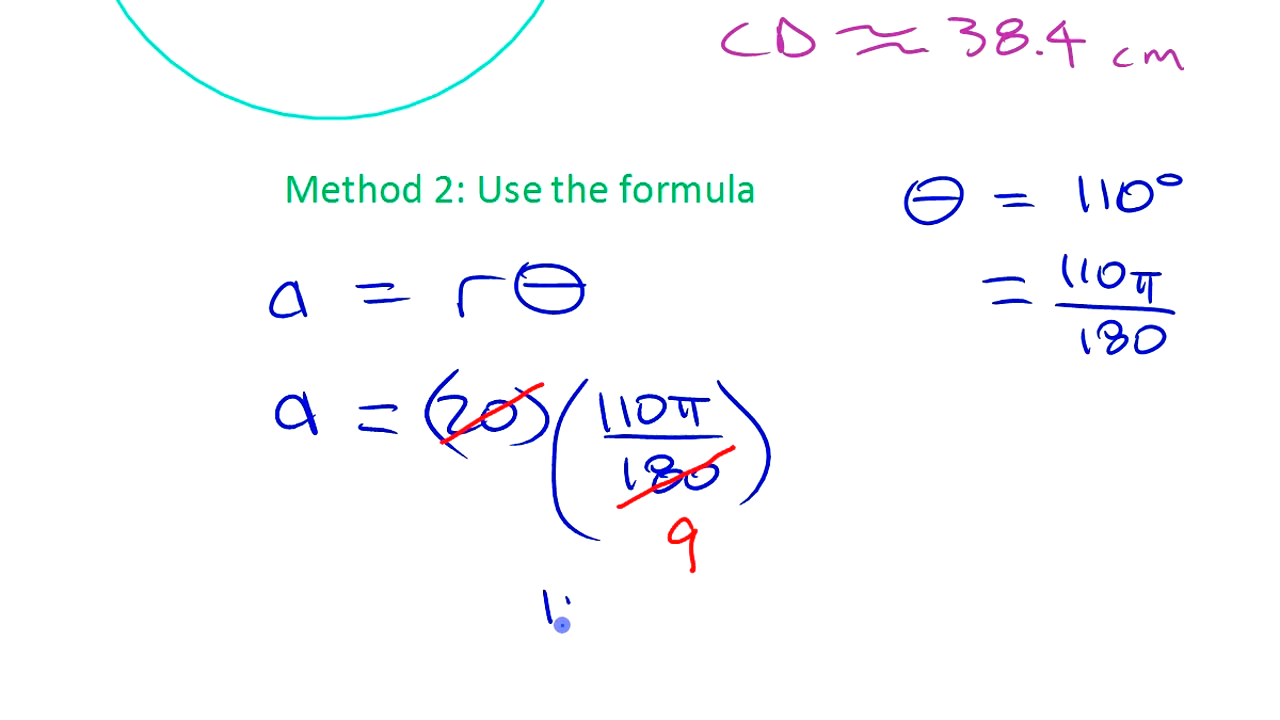 CD ≈ 38.4 cm
Method 2: Use the formula
θ = 110°
= 110π/180
a = rθ
a = (20)(110π/180)
9